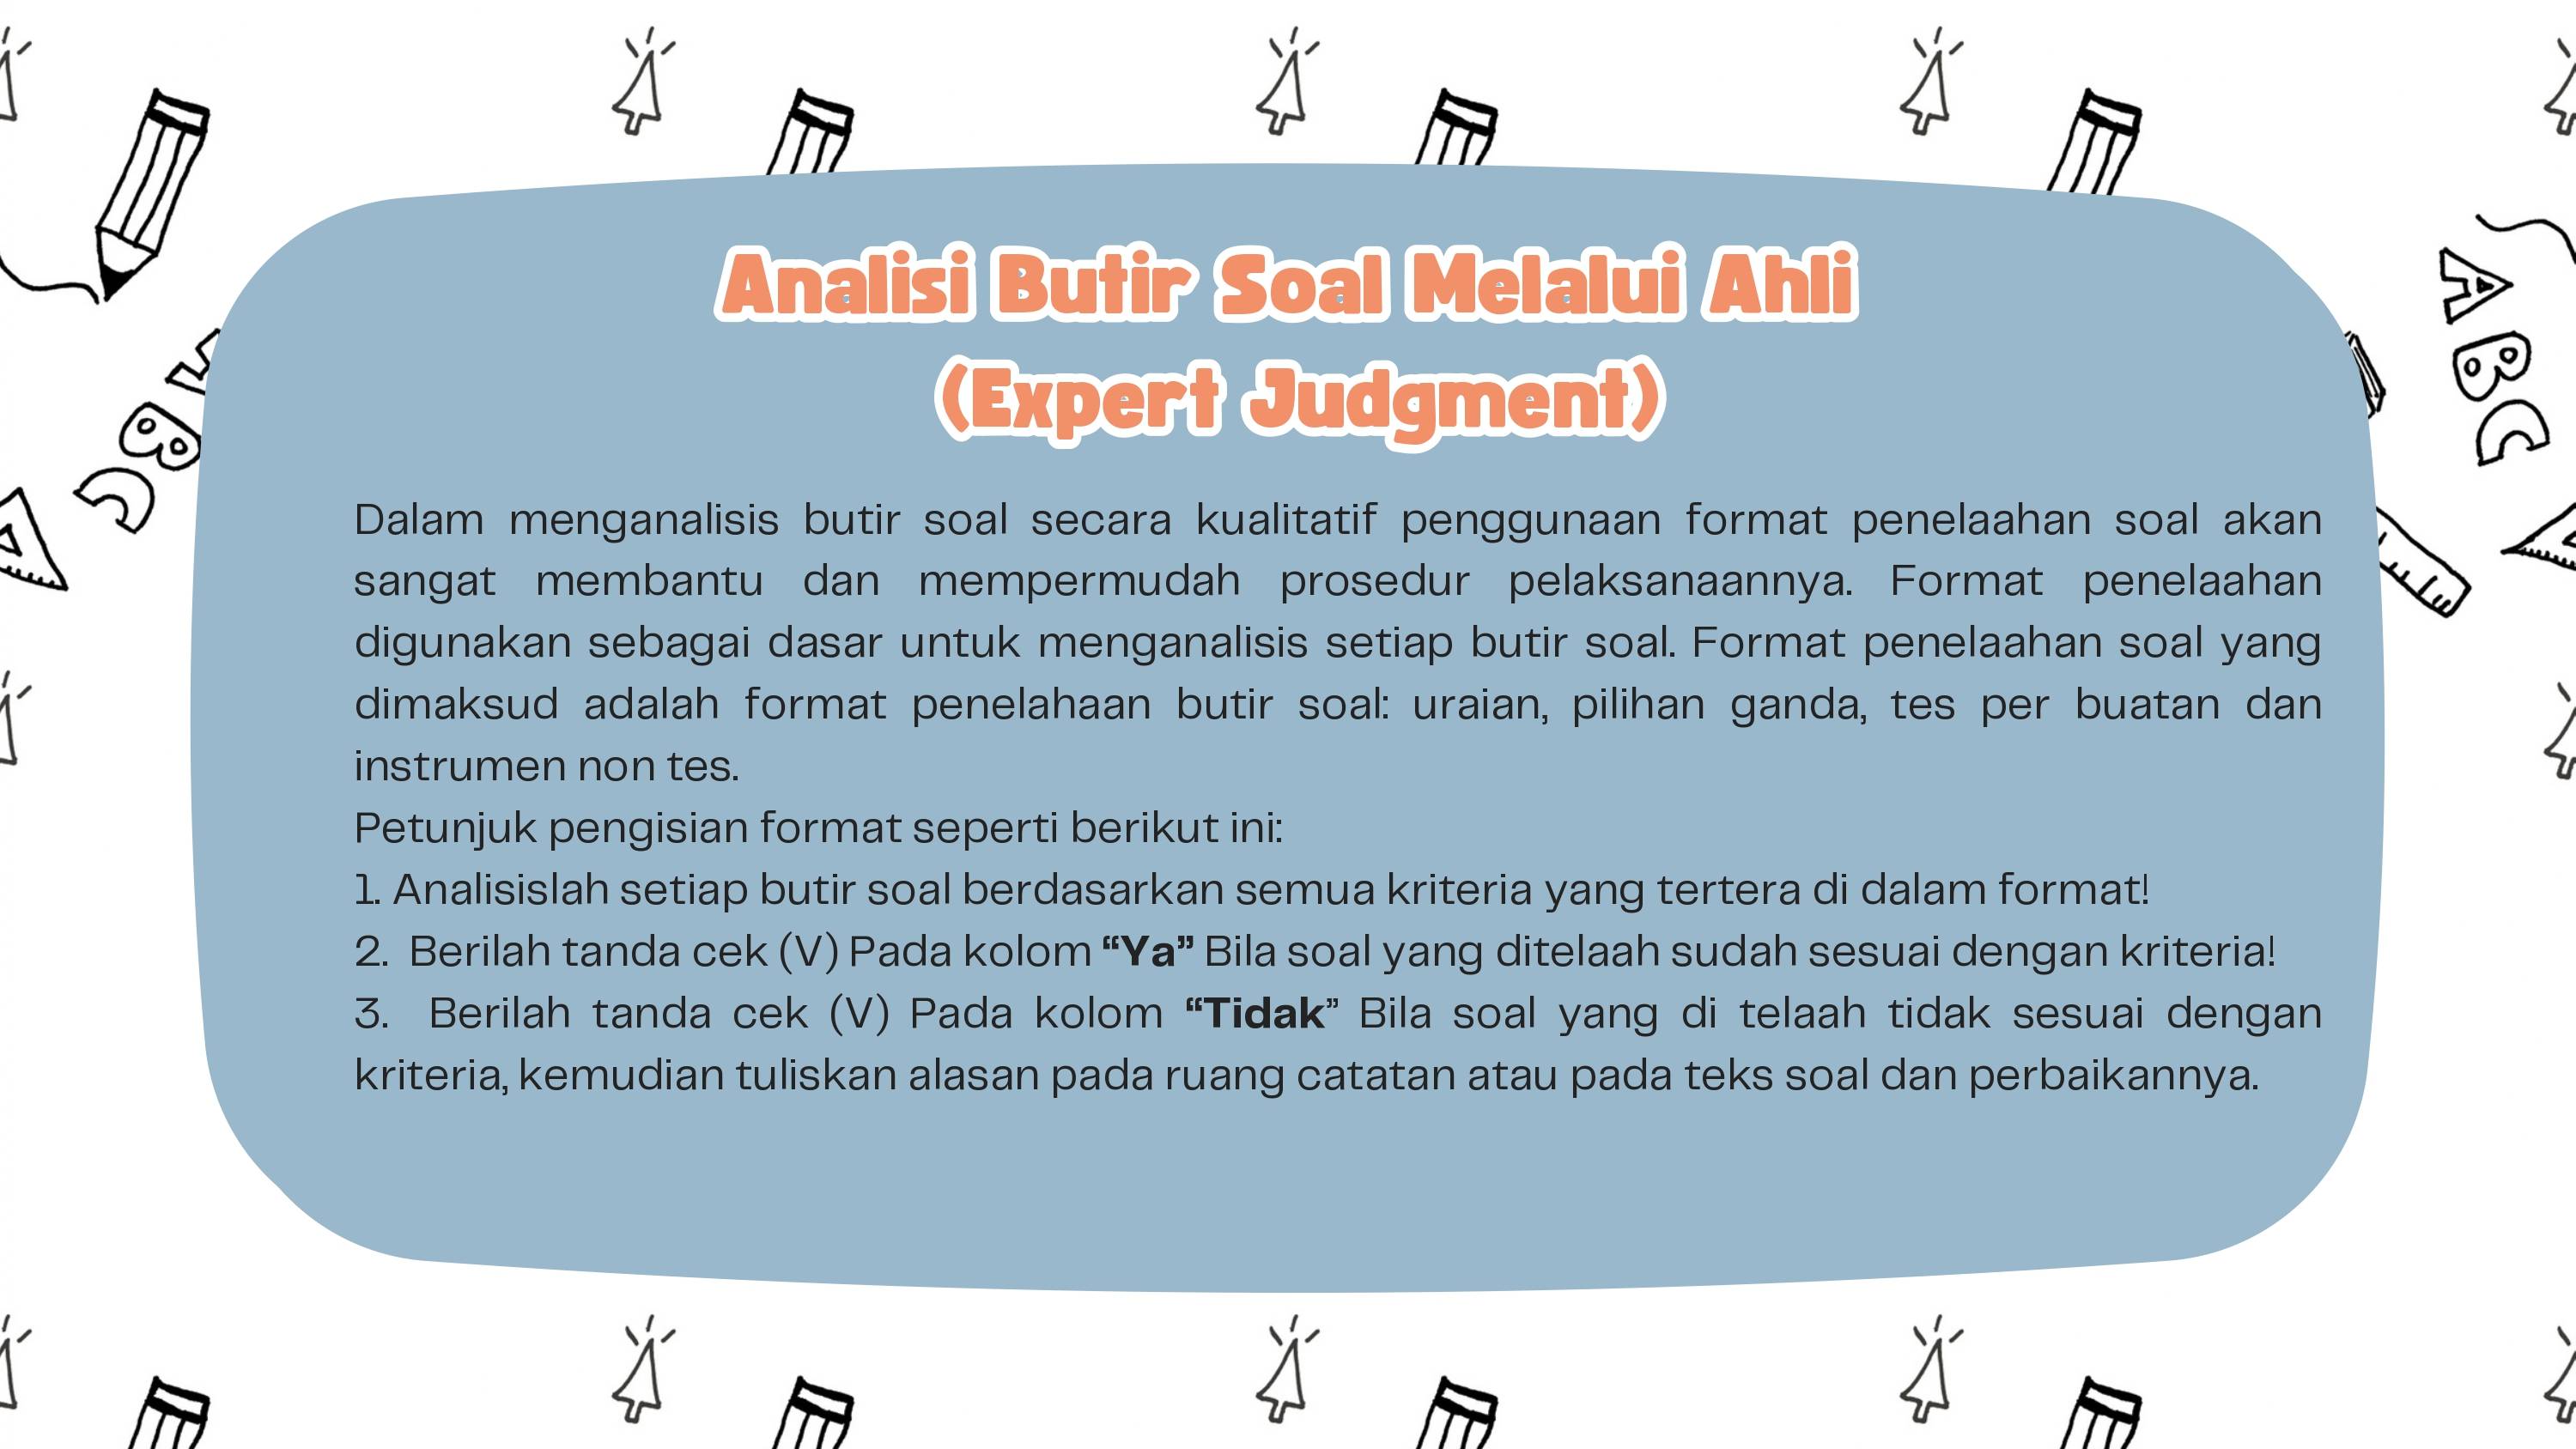 Analisi Butir Soal Melalui Ahli
(Expert Judgment)
Dalam menganalisis butir soal secara kualitatif penggunaan format penelaahan soal akan
sangat membantu dan mempermudah prosedur pelaksanaannya. Format penelaahan
digunakan sebagai dasar untuk menganalisis setiap butir soal. Format penelaahan soal yang
dimaksud adalah format penelahaan butir soal: uraian, pilihan ganda, tes per buatan dan
instrumen non tes.
Petunjuk pengisian format seperti berikut ini:
1. Analisislah setiap butir soal berdasarkan semua kriteria yang tertera di dalam format!
2. Berilah tanda cek (V) Pada kolom “Ya” Bila soal yang ditelaah sudah sesuai dengan kriteria!
3. Berilah tanda cek (V) Pada kolom “Tidak” Bila soal yang di telaah tidak sesuai dengan
kriteria, kemudian tuliskan alasan pada ruang catatan atau pada teks soal dan perbaikannya.
A B C
A B C